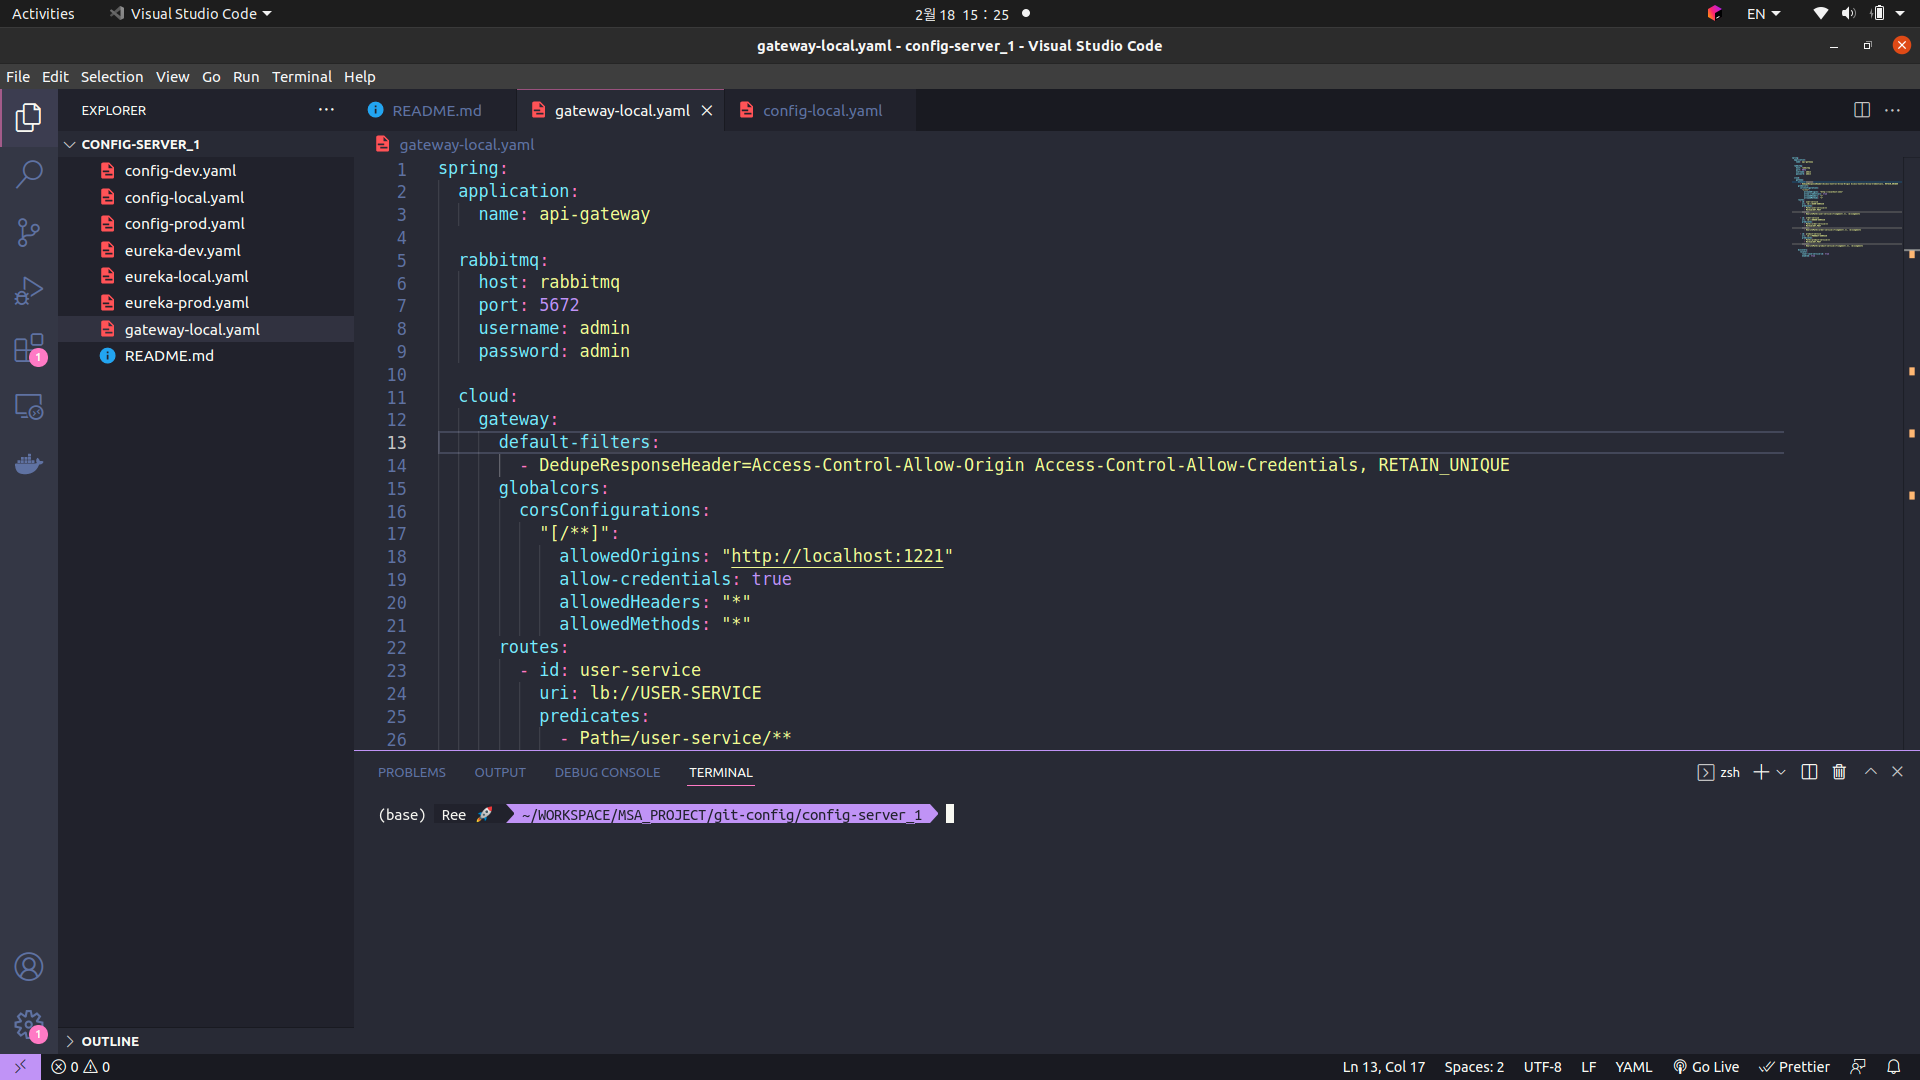 Activities
Visual Studio Code
2월 18 15 : 25
EN
gateway-local.yaml - config-server_1 - Visual Studio Code
File Edit Selection View Go Run Terminal Help
EXPLORER
README.md
gateway-local.yaml
config-local.yaml
CONFIG-SERVER_1
config-dev.yaml
config-local.yaml
config-prod.yaml
eureka-dev.yaml
eureka-local.yaml
eureka-prod.yaml
gateway-local.yaml
README.md
1
gateway-local.yaml
1 spring:
2 application:
3 name: api-gateway
4
5 rabbitmq:
6 host: rabbitmq
7 port: 5672
8 username: admin
9 password: admin
10
11 cloud:
12 gateway:
13 default-filters:
14 - DedupeResponseHeader=Access-Control-Allow-Origin Access-Control-Allow-Credentials, RETAIN_UNIQUE
15 globalcors:
16 corsConfigurations:
17 "[/**]":
18 allowedOrigins: "http://localhost:1221"
19 allow-credentials: true
20 allowedHeaders: "*"
21 allowedMethods: "*"
22 routes:
23 - id: user-service
24 uri: lb://USER-SERVICE
25 predicates:
26 - Path=/user-service/**
PROBLEMS OUTPUT DEBUG CONSOLE TERMINAL
zsh
(base) Ree 🚀 ~/WORKSPACE/MSA_PROJECT/git-config/config-server_1
1
OUTLINE
0 0
Ln 13, Col 17 Spaces: 2 UTF-8 LF YAML Go Live Prettier